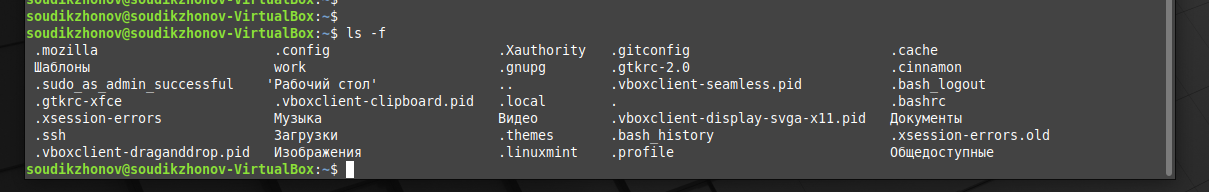 soudikzhonov@soudikzhonov-VirtualBox:~$
soudikzhonov@soudikzhonov-VirtualBox:~$ ls -f
.mozilla .config .Xauthority .gitconfig .cache
Шаблоны work .gnupg .gtkrc-2.0 .cinnamon
.sudo_as_admin_successful 'Рабочий стол' .. .vboxclient-seamless.pid .bash_logout
.gtkrc-xfce .vboxclient-clipboard.pid .local . .bashrc
.xsession-errors Музыка Видео .vboxclient-display-svga-x11.pid Документы
.ssh Загрузки .themes .bash_history .xsession-errors.old
.vboxclient-draganddrop.pid Изображения .linuxmint .profile Общедоступные
soudikzhonov@soudikzhonov-VirtualBox:~$